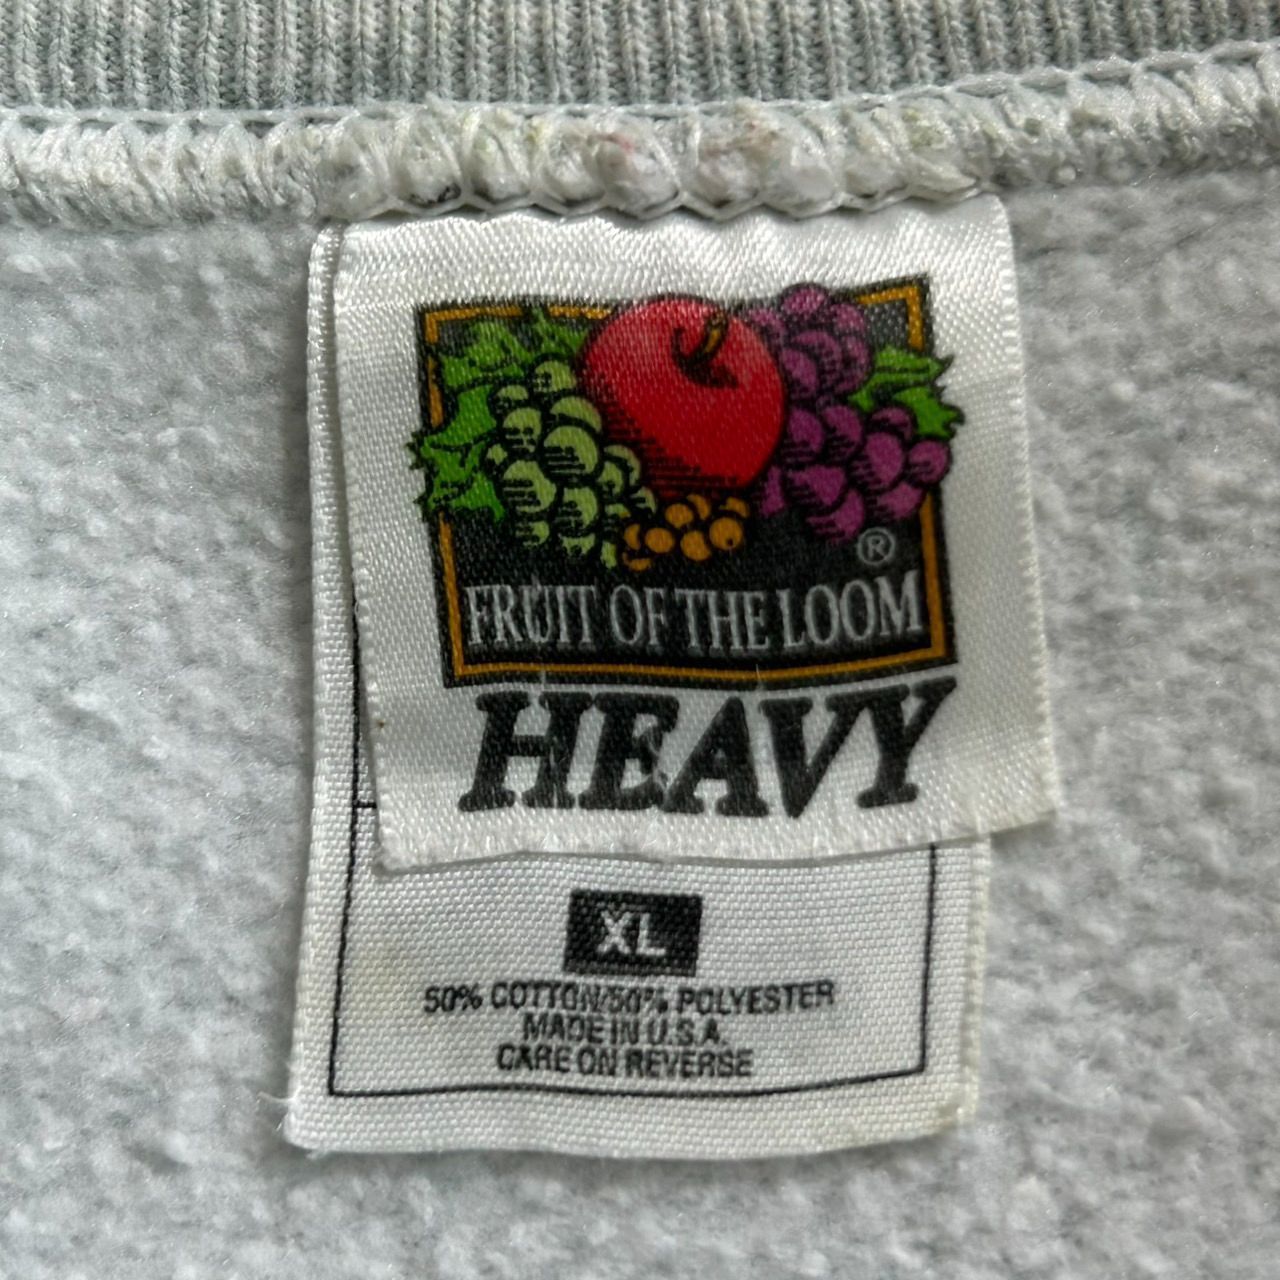 ®
FRUIT OF THE LOOM
HEAVY
XL
50% COTTON/50% POLYESTER
MADE IN U.S.A.
CARE ON REVERSE